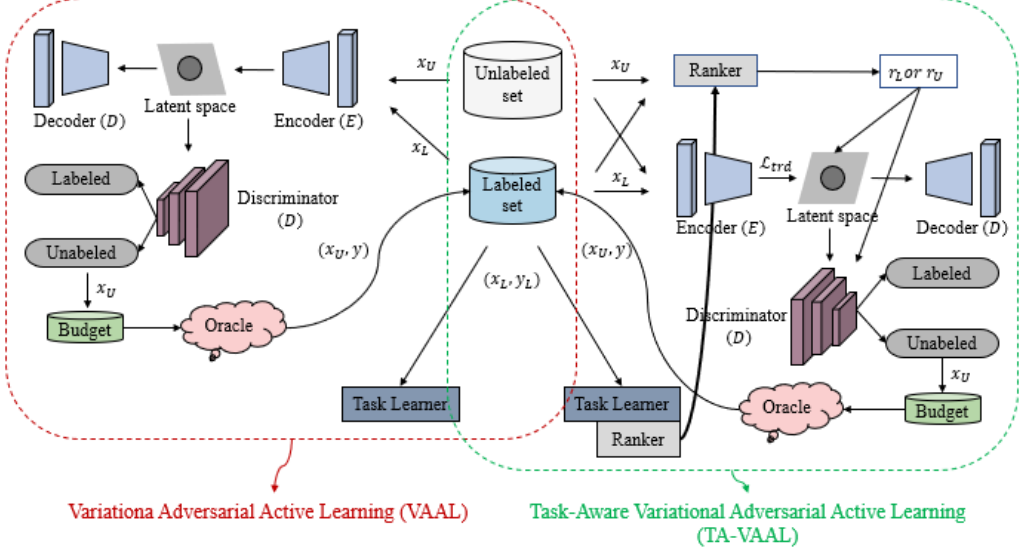 Decoder (D)
Latent space
Encoder (E)
x_U
x_L
Labeled
Unabeled
Discriminator
(D)
x_U
Budget
Oracle
(x_U, y)
Unlabeled
set
Labeled
set
(x_L, y_L)
Task Learner
Task Learner
Ranker
x_U
x_L
Ranker
r_L or r_U
Encoder (E)
ℒ_trd
Latent space
Decoder (D)
(x_U, y)
Discriminator
(D)
Labeled
Unabeled
x_U
Budget
Oracle
Variationa Adversarial Active Learning (VAAL)
Task-Aware Variational Adversarial Active Learning
(TA-VAAL)